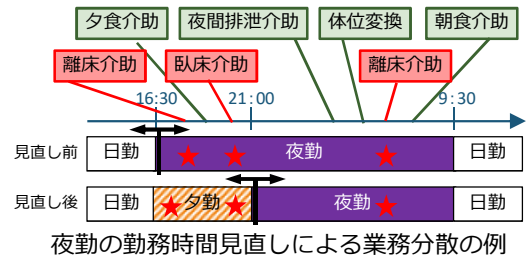 夕食介助 夜間排泄介助 体位変換 朝食介助
離床介助 臥床介助 離床介助
16:30 21:00 9:30
見直し前 日勤 夜勤 日勤
見直し後 日勤 夕勤 夜勤 日勤
夜勤の勤務時間見直しによる業務分散の例